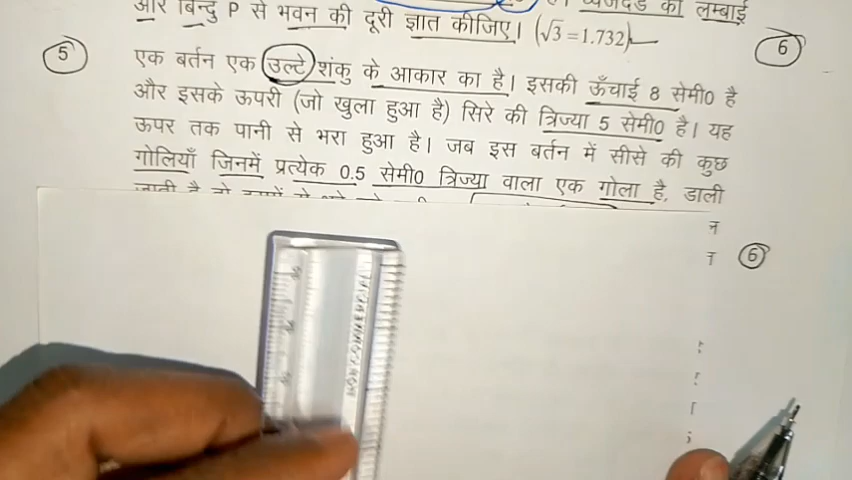 और बिन्दु P से भवन की दूरी ज्ञात कीजिए। (√3 = 1.732)
6
5
एक बर्तन एक उल्टे शंकु के आकार का है। इसकी ऊँचाई 8 सेमी0 है
और इसके ऊपरी (जो खुला हुआ है) सिरे की त्रिज्या 5 सेमी0 है। यह
ऊपर तक पानी से भरा हुआ है। जब इस बर्तन में सीसे की कुछ
गोलियाँ जिनमें प्रत्येक 0.5 सेमी0 त्रिज्या वाला एक गोला है, डाली
6